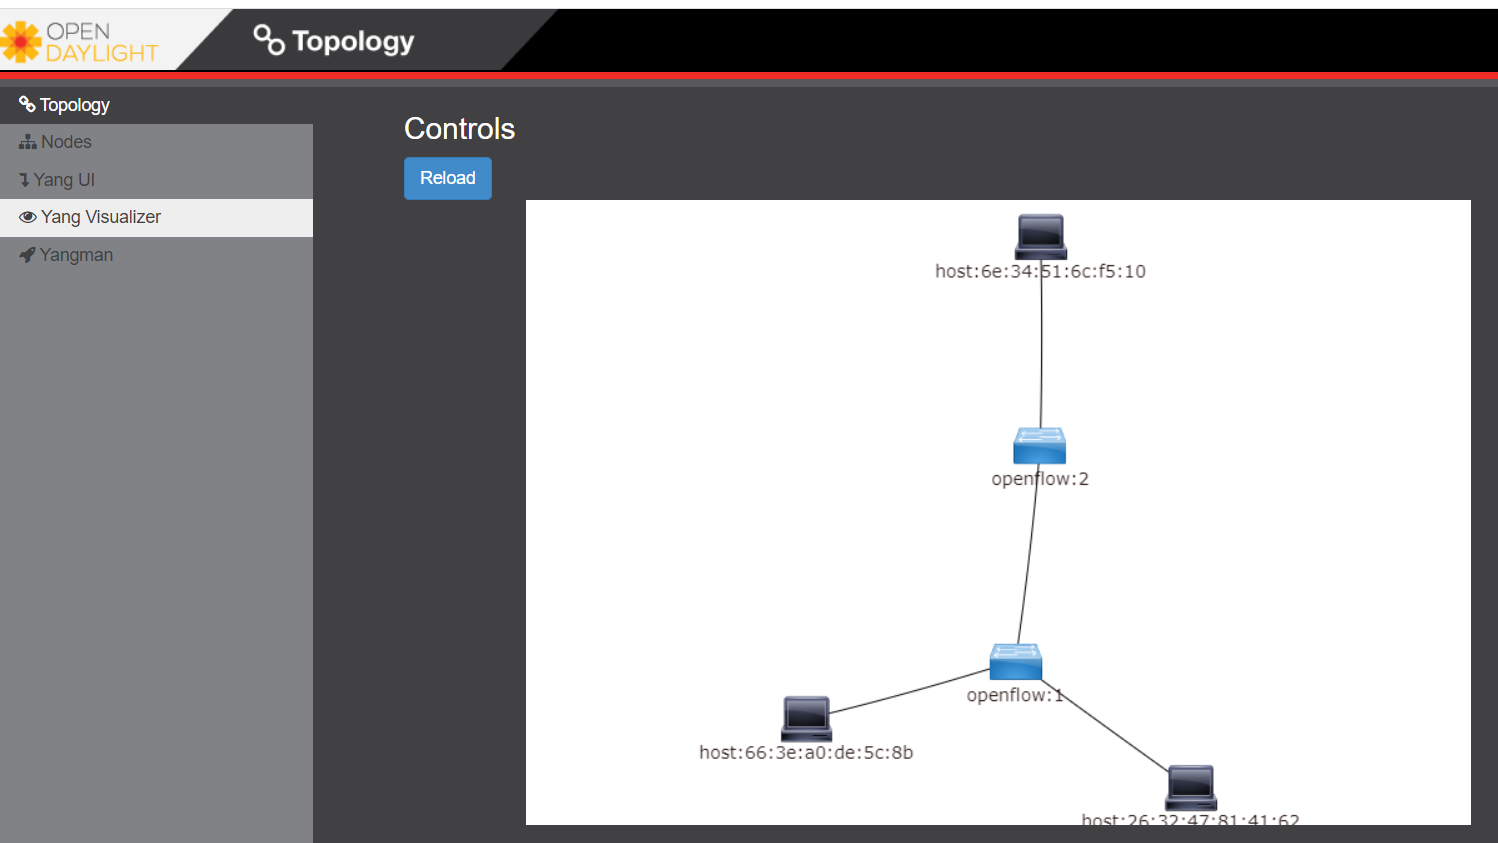 OPEN
DAYLIGHT
Topology
Topology
Nodes
Yang UI
Yang Visualizer
Yangman
Controls
Reload
host:6e:34:51:6c:f5:10
openflow:2
openflow:1
host:66:3e:a0:de:5c:8b
host:26:32:47:81:41:62